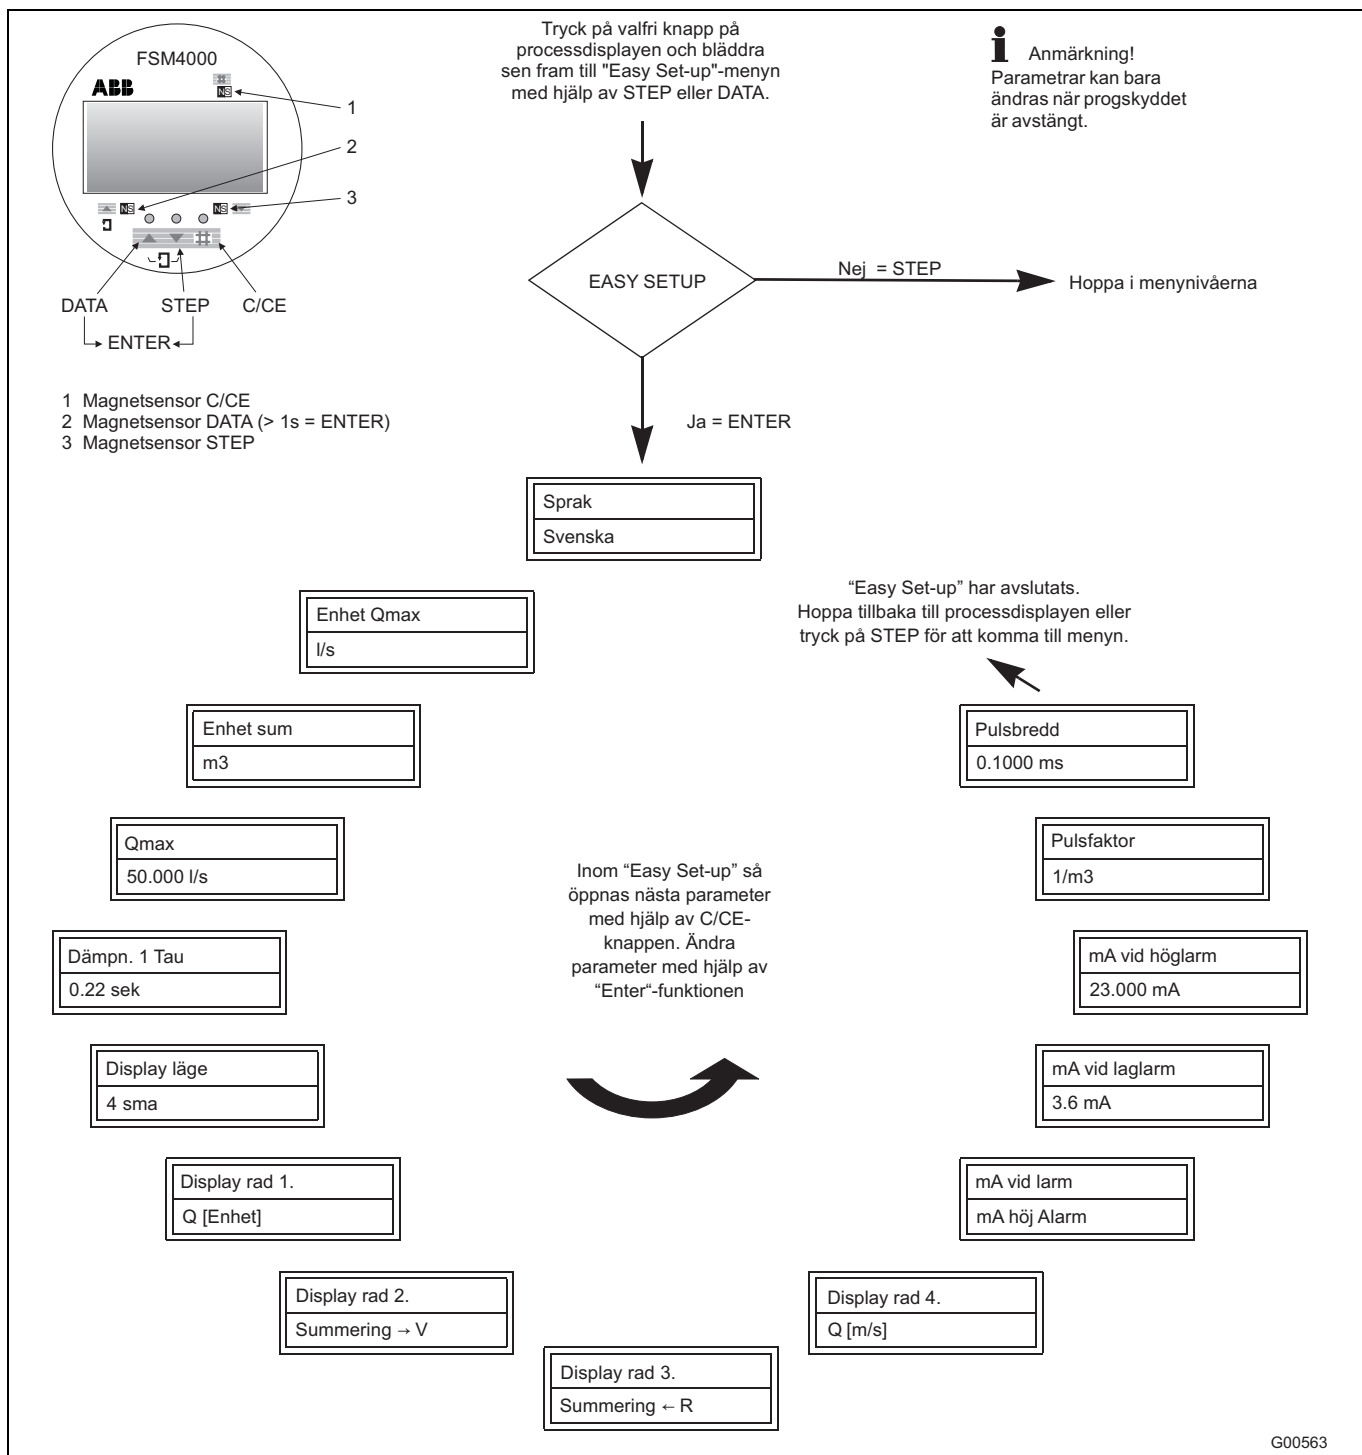 FSM4000
ABB
NS
1
2
3
NS
NS
DATA
STEP
C/CE
ENTER
1 Magnetsensor C/CE
2 Magnetsensor DATA (> 1s = ENTER)
3 Magnetsensor STEP
Tryck på valfri knapp på
processdisplayen och bläddra
sen fram till "Easy Set-up"-menyn
med hjälp av STEP eller DATA.
i Anmärkning!
Parametrar kan bara
ändras när progskyddet
är avstängt.
EASY SETUP
Nej = STEP
Hoppa i menynivåerna
Ja = ENTER
Sprak
Svenska
Enhet Qmax
l/s
Enhet sum
m3
Qmax
50.000 l/s
Dämpn. 1 Tau
0.22 sek
Display läge
4 sma
Display rad 1.
Q [Enhet]
Display rad 2.
Summering → V
Display rad 3.
Summering ← R
Display rad 4.
Q [m/s]
mA vid larm
mA höj Alarm
mA vid laglarm
3.6 mA
mA vid höglarm
23.000 mA
Pulsfaktor
1/m3
Pulsbredd
0.1000 ms
“Easy Set-up” har avslutats.
Hoppa tillbaka till processdisplayen eller
tryck på STEP för att komma till menyn.
Inom “Easy Set-up” så
öppnas nästa parameter
med hjälp av C/CE-
knappen. Ändra
parameter med hjälp av
“Enter“-funktionen
G00563